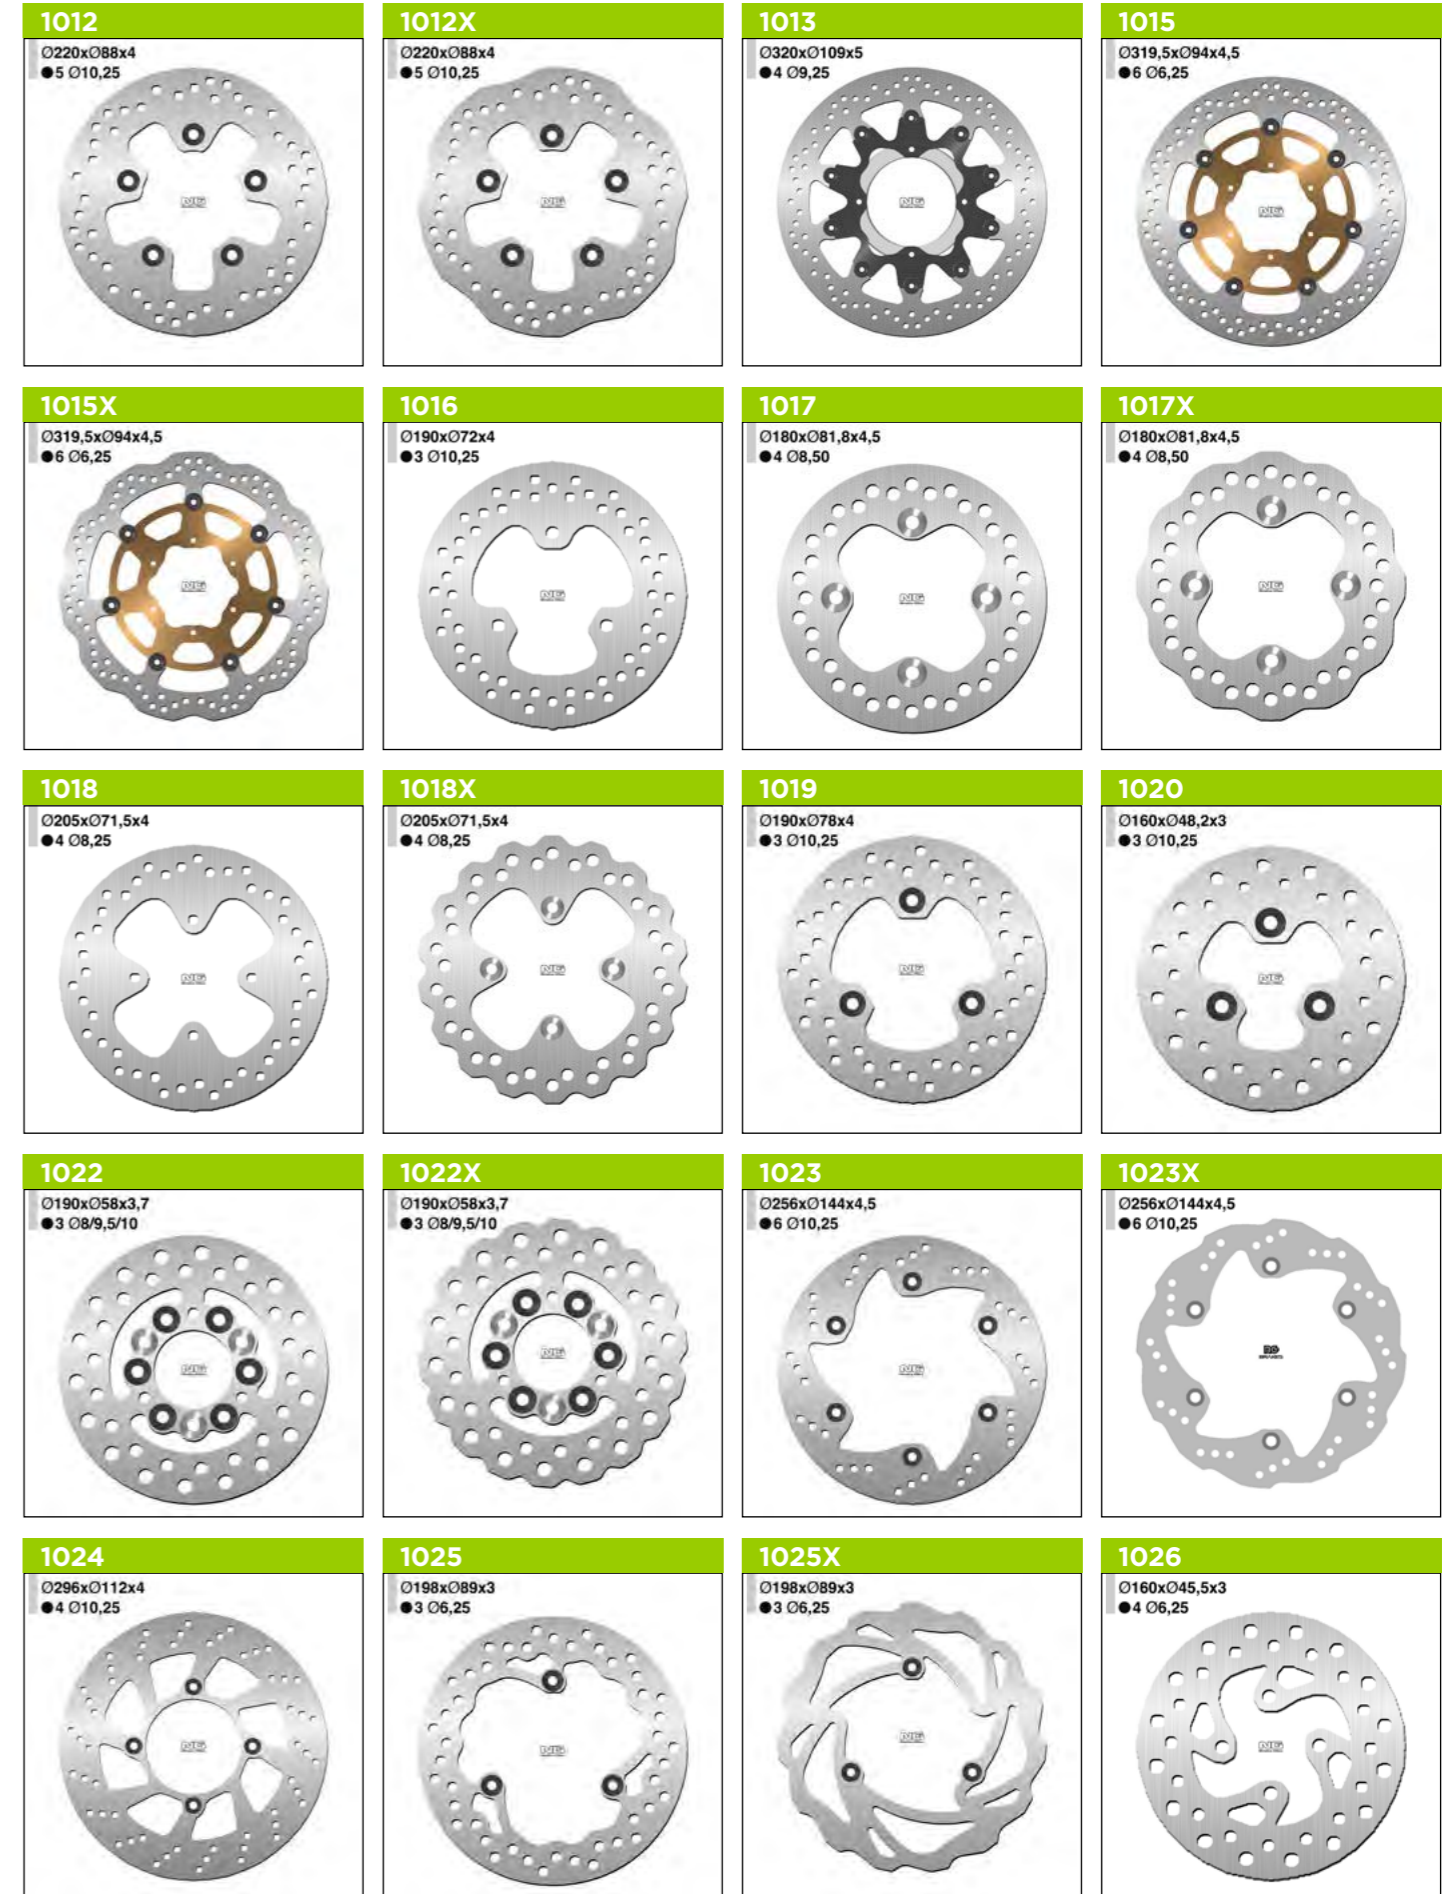 1012
Ø220xØ88x4
●5 Ø10,25
1012X
Ø220xØ88x4
●5 Ø10,25
1013
Ø320xØ109x5
●4 Ø9,25
1015
Ø319,5xØ94x4,5
●6 Ø6,25
1015X
Ø319,5xØ94x4,5
●6 Ø6,25
1016
Ø190xØ72x4
●3 Ø10,25
1017
Ø180xØ81,8x4,5
●4 Ø8,50
1017X
Ø180xØ81,8x4,5
●4 Ø8,50
1018
Ø205xØ71,5x4
●4 Ø8,25
1018X
Ø205xØ71,5x4
●4 Ø8,25
1019
Ø190xØ78x4
●3 Ø10,25
1020
Ø160xØ48,2x3
●3 Ø10,25
1022
Ø190xØ58x3,7
●3 Ø8/9,5/10
1022X
Ø190xØ58x3,7
●3 Ø8/9,5/10
1023
Ø256xØ144x4,5
●6 Ø10,25
1023X
Ø256xØ144x4,5
●6 Ø10,25
1024
Ø296xØ112x4
●4 Ø10,25
1025
Ø198xØ89x3
●3 Ø6,25
1025X
Ø198xØ89x3
●3 Ø6,25
1026
Ø160xØ45,5x3
●4 Ø6,25